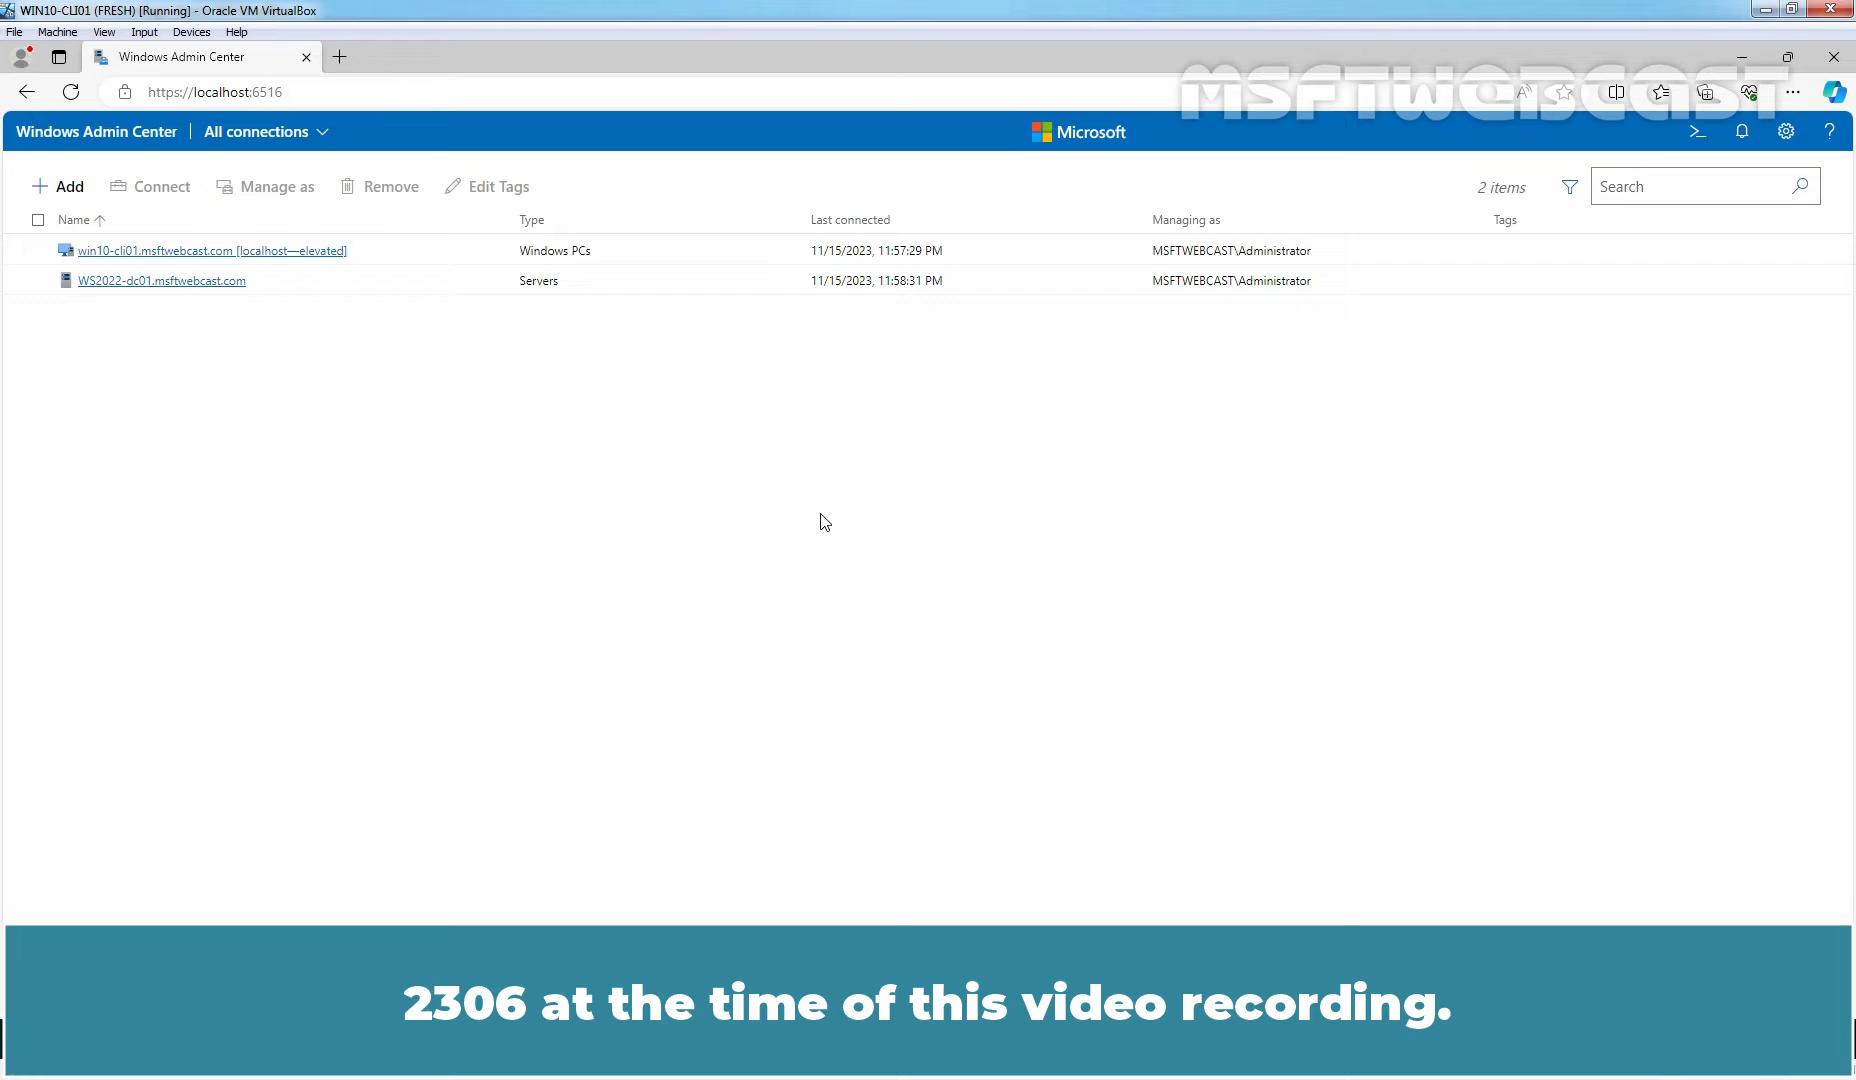 WIN10-CLI01 (FRESH) [Running] - Oracle VM VirtualBox
File Machine View Input Devices Help
Windows Admin Center
https://localhost:6516
MSFTWEBCAST
Windows Admin Center All connections Microsoft
Add Connect Manage as Remove Edit Tags 2 items Search
Name Type Last connected Managing as Tags
win10-cli01.msftwebcast.com [localhost—elevated] Windows PCs 11/15/2023, 11:57:29 PM MSFTWEBCAST\Administrator
WS2022-dc01.msftwebcast.com Servers 11/15/2023, 11:58:31 PM MSFTWEBCAST\Administrator
2306 at the time of this video recording.